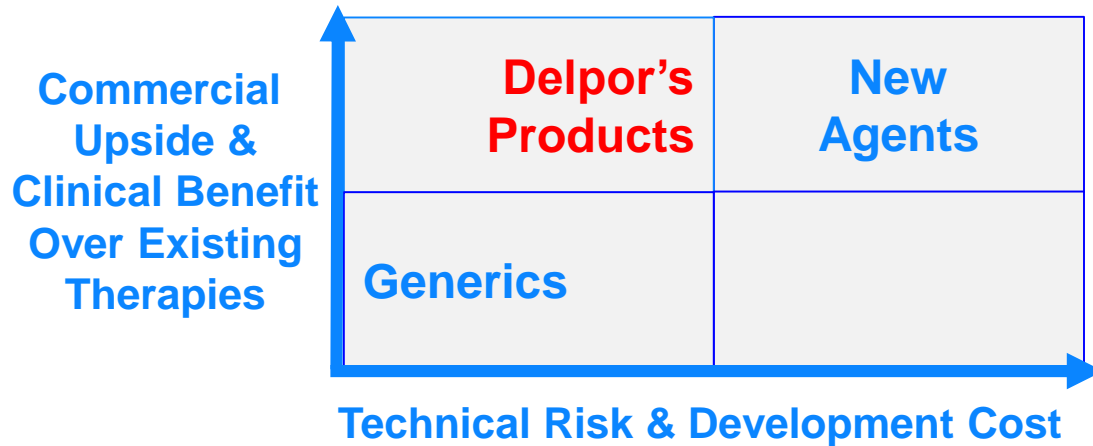 Commercial
Upside &
Clinical Benefit
Over Existing
Therapies
Delpor’s
Products
New
Agents
Generics
Technical Risk & Development Cost